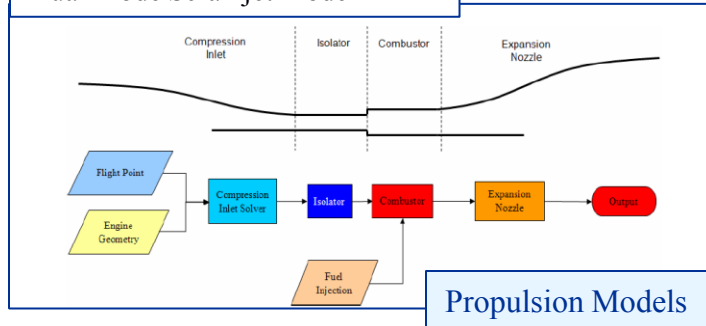 Compression
Inlet
Isolator
Combustor
Expansion
Nozzle
Flight Point
Engine
Geometry
Compression
Inlet Solver
Isolator
Combustor
Expansion
Nozzle
Output
Fuel
Injection
Propulsion Models